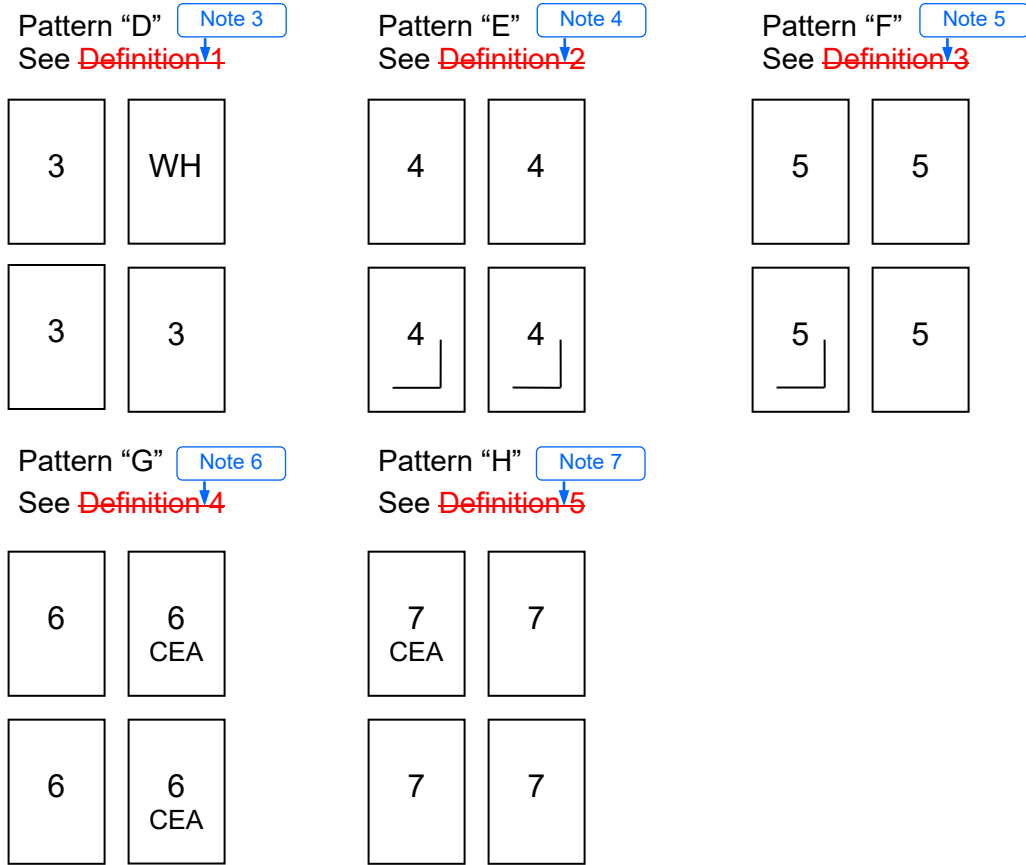 Pattern “D” Note 3
See Definition 1
3 WH
3 3
Pattern “E” Note 4
See Definition 2
4 4
4 4
Pattern “F” Note 5
See Definition 3
5 5
5 5
Pattern “G” Note 6
See Definition 4
6 6
CEA
6 6
CEA
Pattern “H” Note 7
See Definition 5
7 7
CEA
7 7